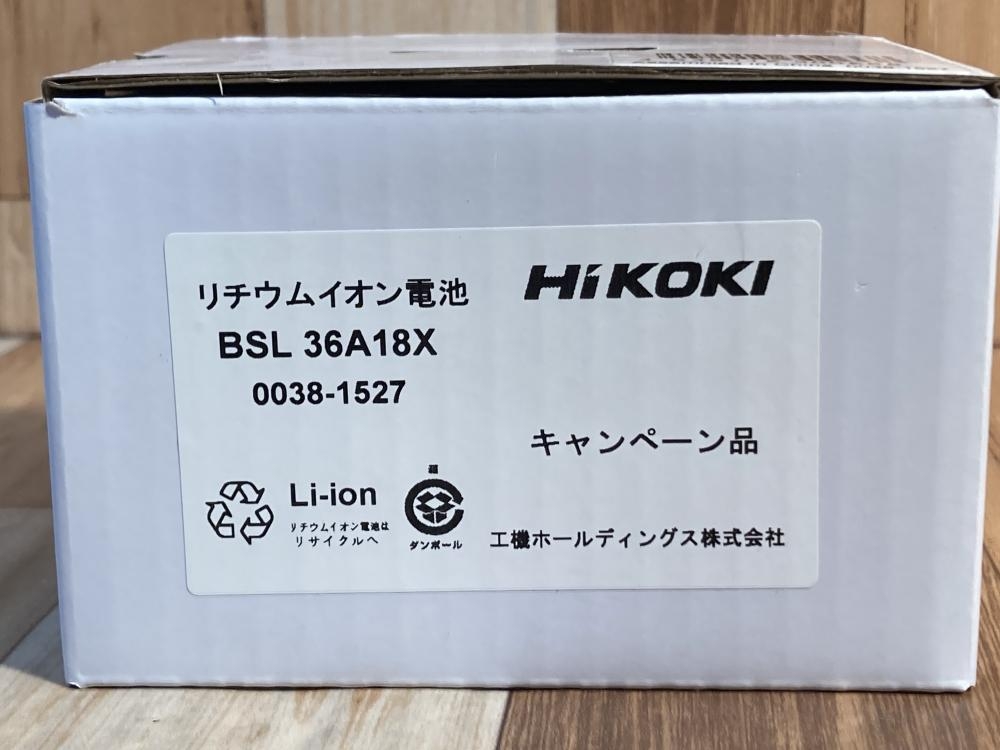 リチウムイオン電池
HiKOKI
BSL 36A18X
0038-1527
キャンペーン品
Li-ion
リチウムイオン電池は
リサイクルへ
ダンボール
工機ホールディングス株式会社